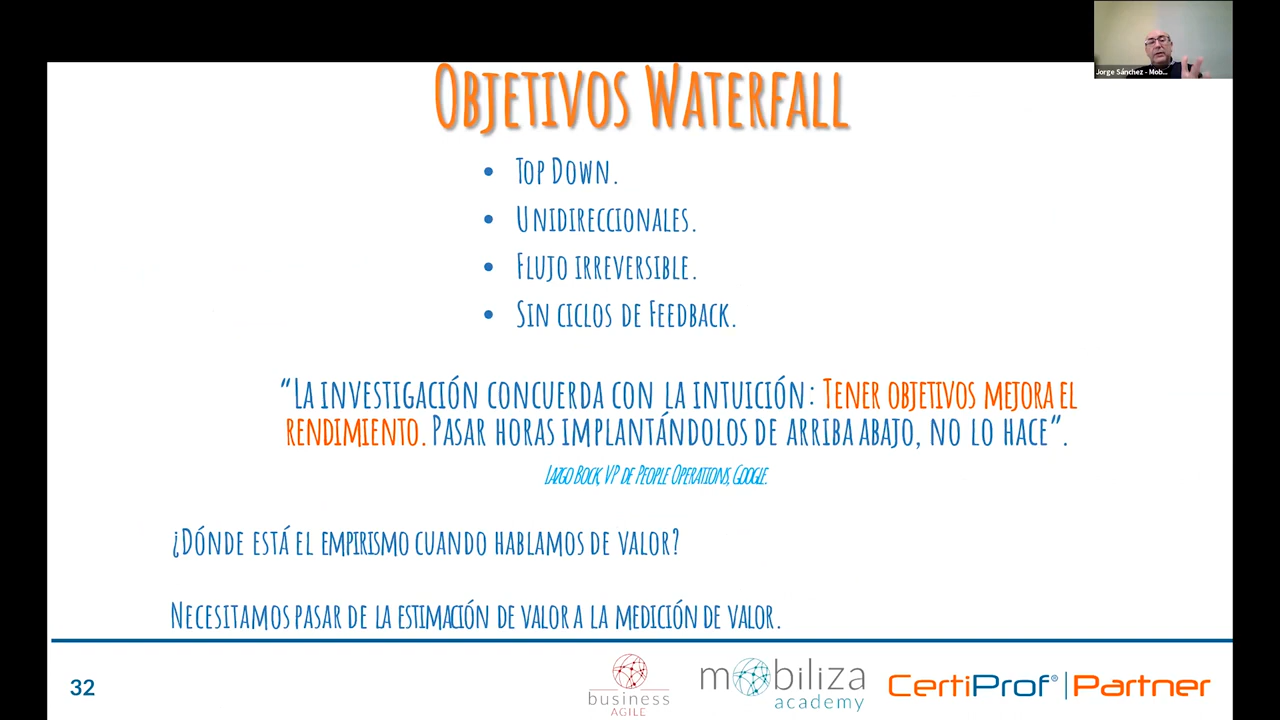 Jorge Sánchez - Mob...
Objetivos Waterfall
• Top Down.
• Unidireccionales.
• Flujo irreversible.
• Sin ciclos de Feedback.
“La investigación concuerda con la intuición: Tener objetivos mejora el
rendimiento. Pasar horas implantándolos de arriba abajo, no lo hace”.
Lazgo Bock, VP de People Operations, Google.
¿Dónde está el empirismo cuando hablamos de valor?
Necesitamos pasar de la estimación de valor a la medición de valor.
32
business
AGILE
mobiliza
academy
CertiProf® | Partner